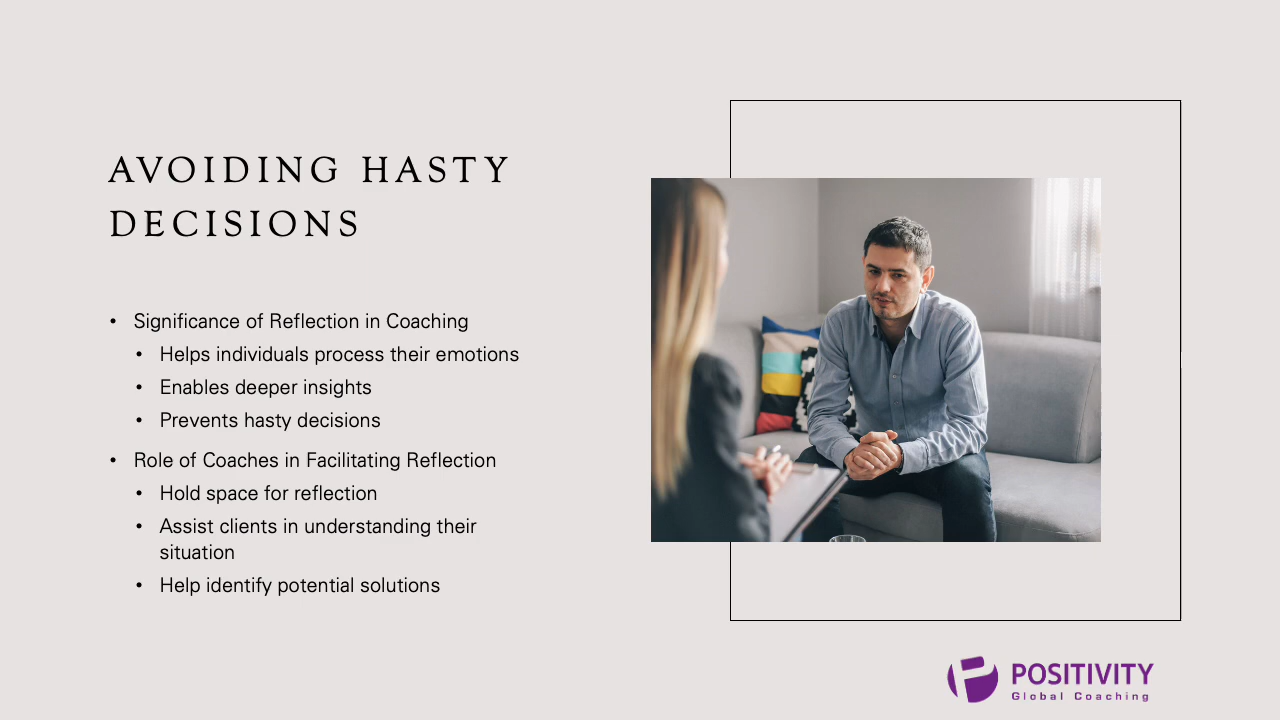 AVOIDING HASTY
DECISIONS
• Significance of Reflection in Coaching
• Helps individuals process their emotions
• Enables deeper insights
• Prevents hasty decisions
• Role of Coaches in Facilitating Reflection
• Hold space for reflection
• Assist clients in understanding their
situation
• Help identify potential solutions
POSITIVITY
Global Coaching